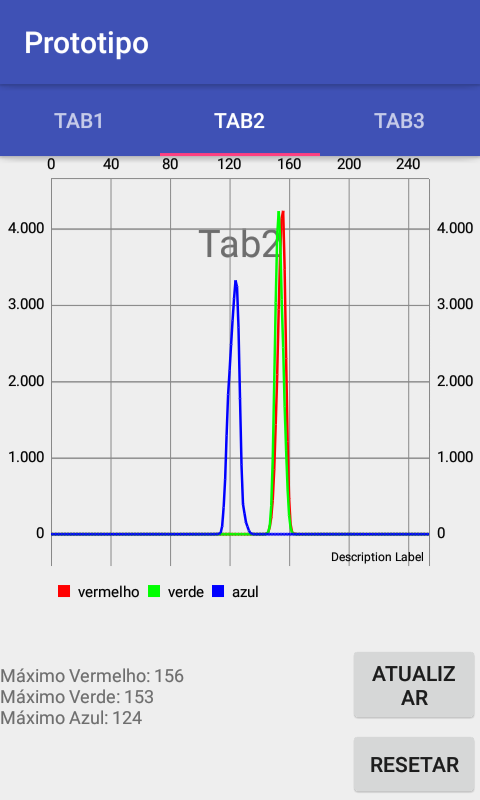 Prototipo
TAB1 TAB2 TAB3
0 40 80 120 160 200 240
4.000 4.000
Tab2
3.000 3.000
2.000 2.000
1.000 1.000
0 0
Description Label
vermelho verde azul
Máximo Vermelho: 156
Máximo Verde: 153
Máximo Azul: 124
ATUALIZ
AR
RESETAR